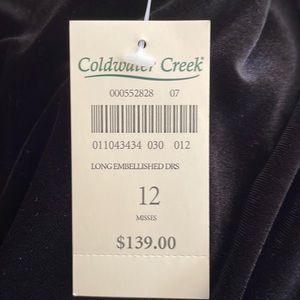 Coldwater Creek
000552828 07
011043434 030 012
LONG EMBELLISHED DRS
12
MISSES
$139.00